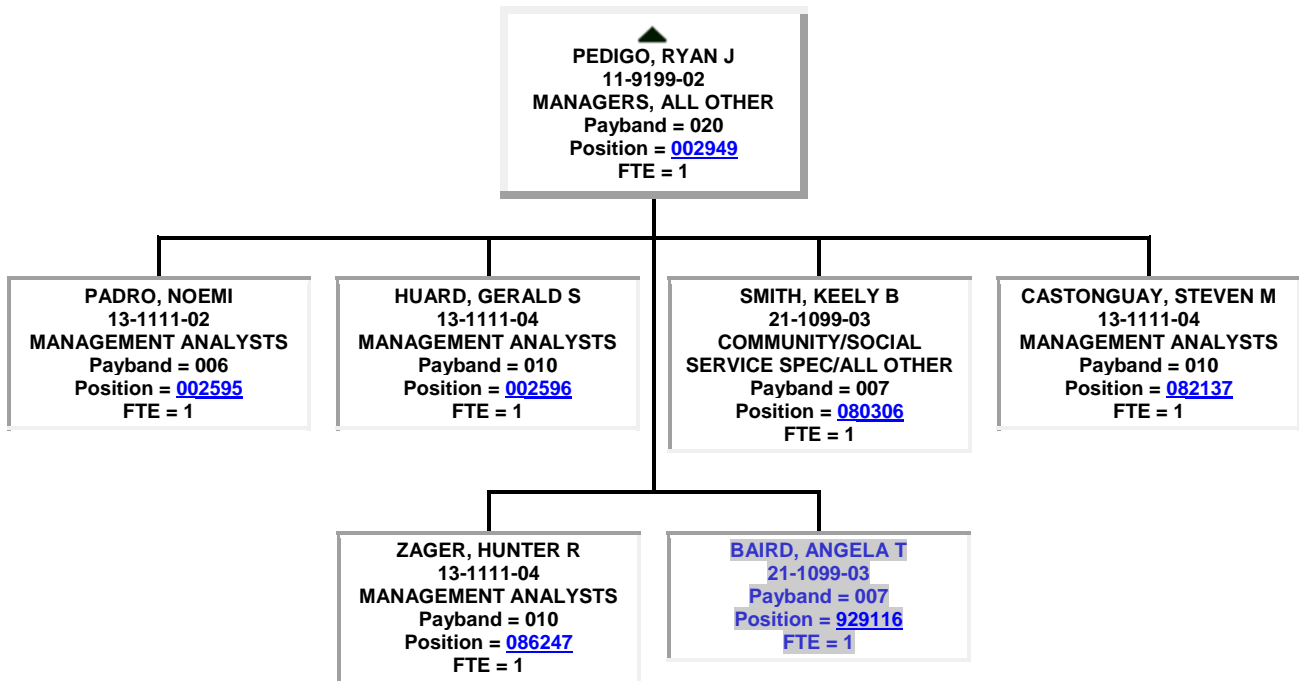 PEDIGO, RYAN J
11-9199-02
MANAGERS, ALL OTHER
Payband = 020
Position = 002949
FTE = 1
PADRO, NOEMI
13-1111-02
MANAGEMENT ANALYSTS
Payband = 006
Position = 002595
FTE = 1
HUARD, GERALD S
13-1111-04
MANAGEMENT ANALYSTS
Payband = 010
Position = 002596
FTE = 1
SMITH, KEELY B
21-1099-03
COMMUNITY/SOCIAL
SERVICE SPEC/ALL OTHER
Payband = 007
Position = 080306
FTE = 1
CASTONGUAY, STEVEN M
13-1111-04
MANAGEMENT ANALYSTS
Payband = 010
Position = 082137
FTE = 1
ZAGER, HUNTER R
13-1111-04
MANAGEMENT ANALYSTS
Payband = 010
Position = 086247
FTE = 1
BAIRD, ANGELA T
21-1099-03
Payband = 007
Position = 929116
FTE = 1